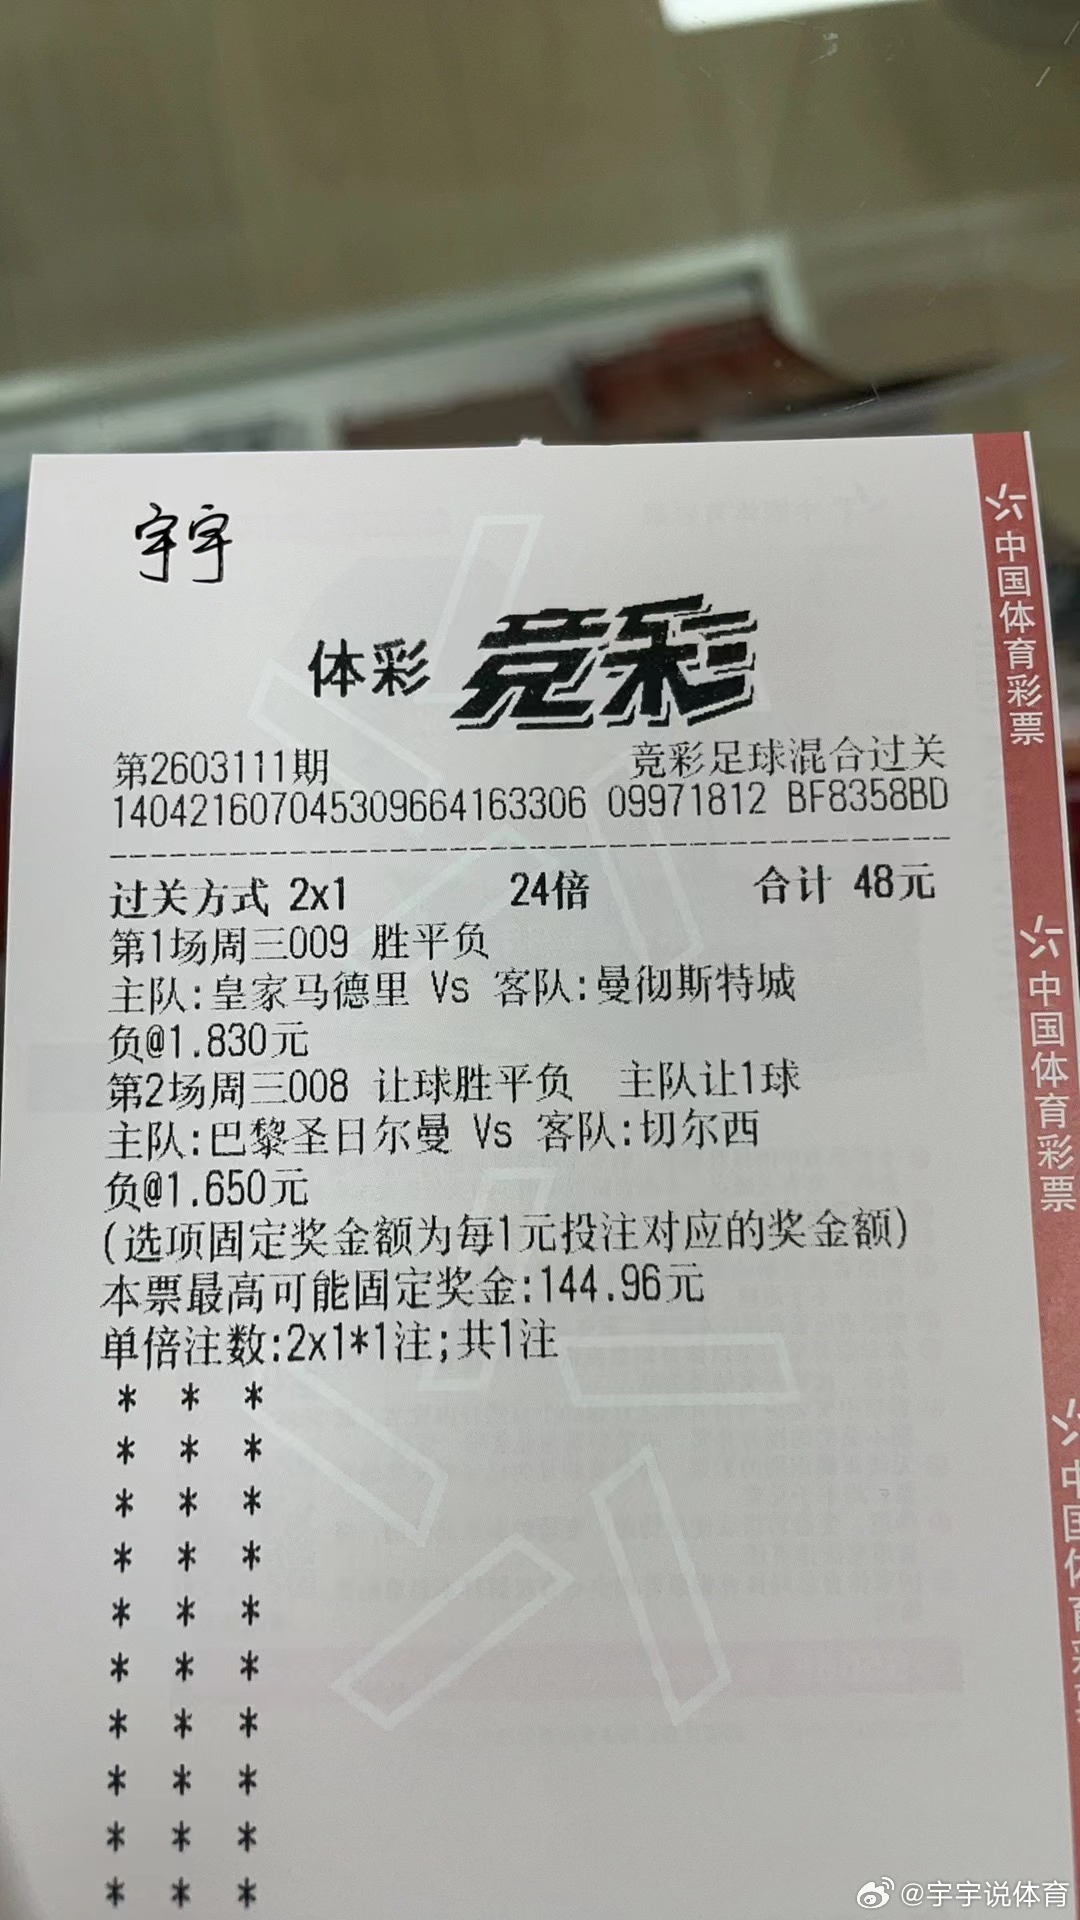 宇宇
体彩 竞彩
第2603111期 竞彩足球混合过关
140421607045309664163306 09971812 BF8358BD
过关方式 2x1 24倍 合计 48元
第1场周三009 胜平负
主队:皇家马德里 Vs 客队:曼彻斯特城
负@1.830元
第2场周三008 让球胜平负 主队让1球
主队:巴黎圣日尔曼 Vs 客队:切尔西
负@1.650元
(选项固定奖金额为每1元投注对应的奖金额)
本票最高可能固定奖金:144.96元
单倍注数:2x1*1注;共1注
* * *
* * *
* * *
* * *
* * *
* * *
* * *
* * *
* * *
* * *
中国体育彩票
中国体育彩票
中国体育
@宇宇说体育